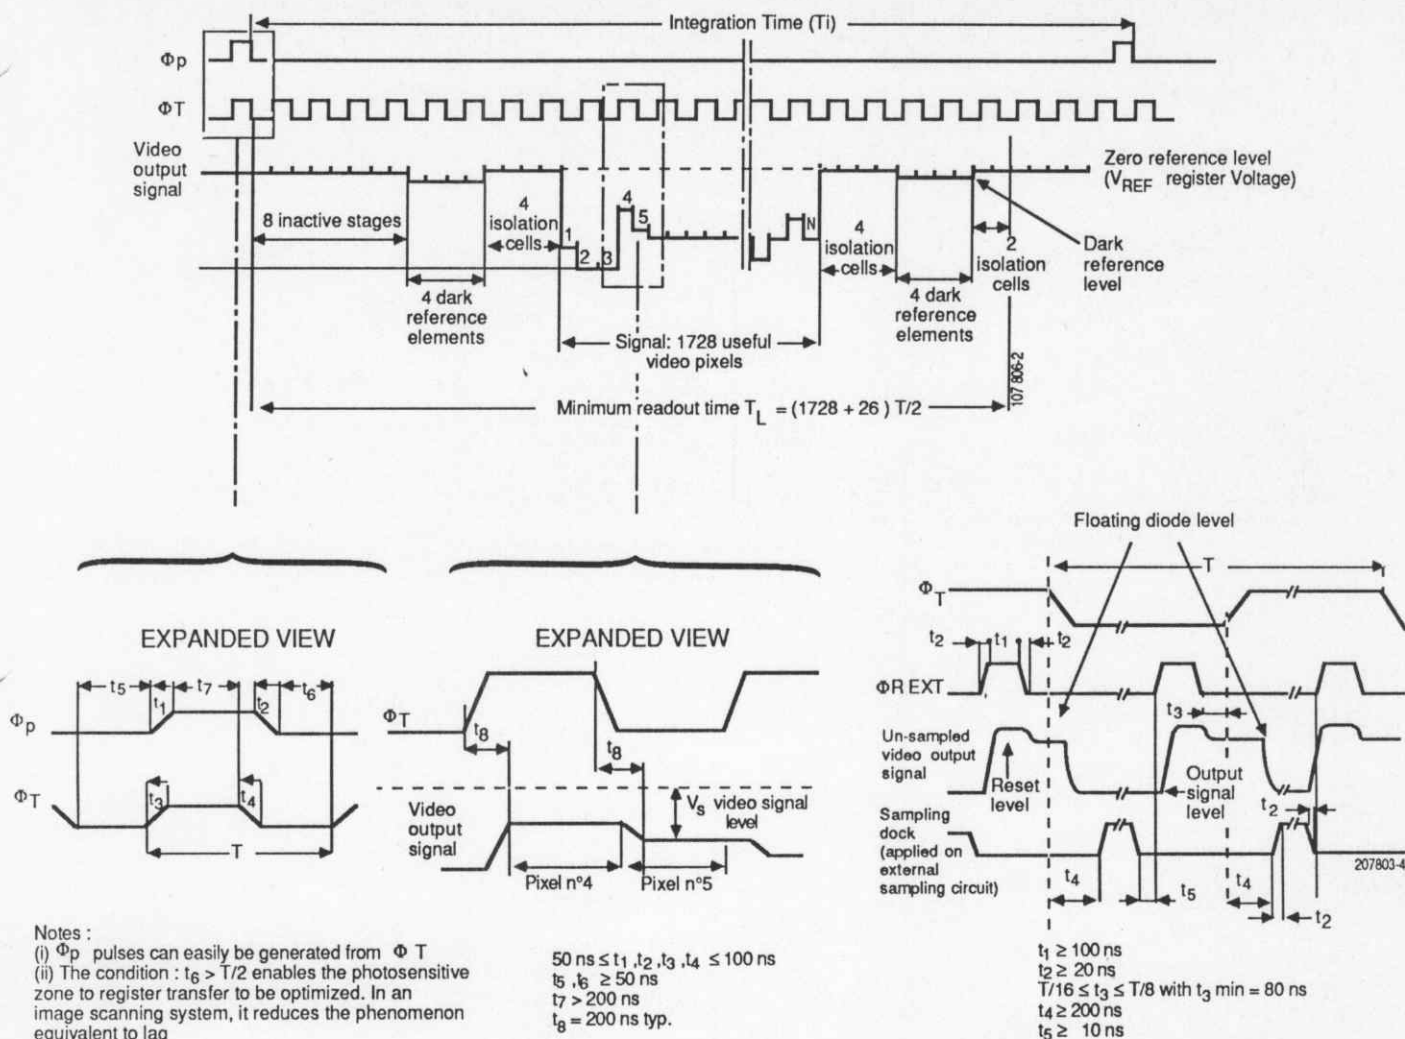 Integration Time (Ti)
Φp
ΦT
Video
output
signal
Zero reference level
(VREF register Voltage)
8 inactive stages
4
isolation
cells
4 dark
reference
elements
1
2
3
4
5
N
4
isolation
cells
4 dark
reference
elements
2
isolation
cells
Dark
reference
level
Signal: 1728 useful
video pixels
107 806-2
Minimum readout time TL = (1728 + 26 ) T/2
EXPANDED VIEW
t5
t1
t7
t2
t6
Φp
ΦT
t3
t4
T
EXPANDED VIEW
ΦT
t8
t8
Vs video signal
level
Video
output
signal
Pixel n°4
Pixel n°5
Floating diode level
T
ΦT
t2
t1
t2
ΦR EXT
t3
Un-sampled
video output
signal
Reset
level
Output
signal
level
t2
Sampling
dock
(applied on
external
sampling circuit)
207803-4
t4
t5
t4
t2
Notes :
(i) Φp pulses can easily be generated from Φ T
(ii) The condition : t6 > T/2 enables the photosensitive
zone to register transfer to be optimized. In an
image scanning system, it reduces the phenomenon
equivalent to lag
50 ns ≤ t1 ,t2 ,t3 ,t4 ≤ 100 ns
t5 ,t6 ≥ 50 ns
t7 > 200 ns
t8 = 200 ns typ.
t1 ≥ 100 ns
t2 ≥ 20 ns
T/16 ≤ t3 ≤ T/8 with t3 min = 80 ns
t4 ≥ 200 ns
t5 ≥ 10 ns